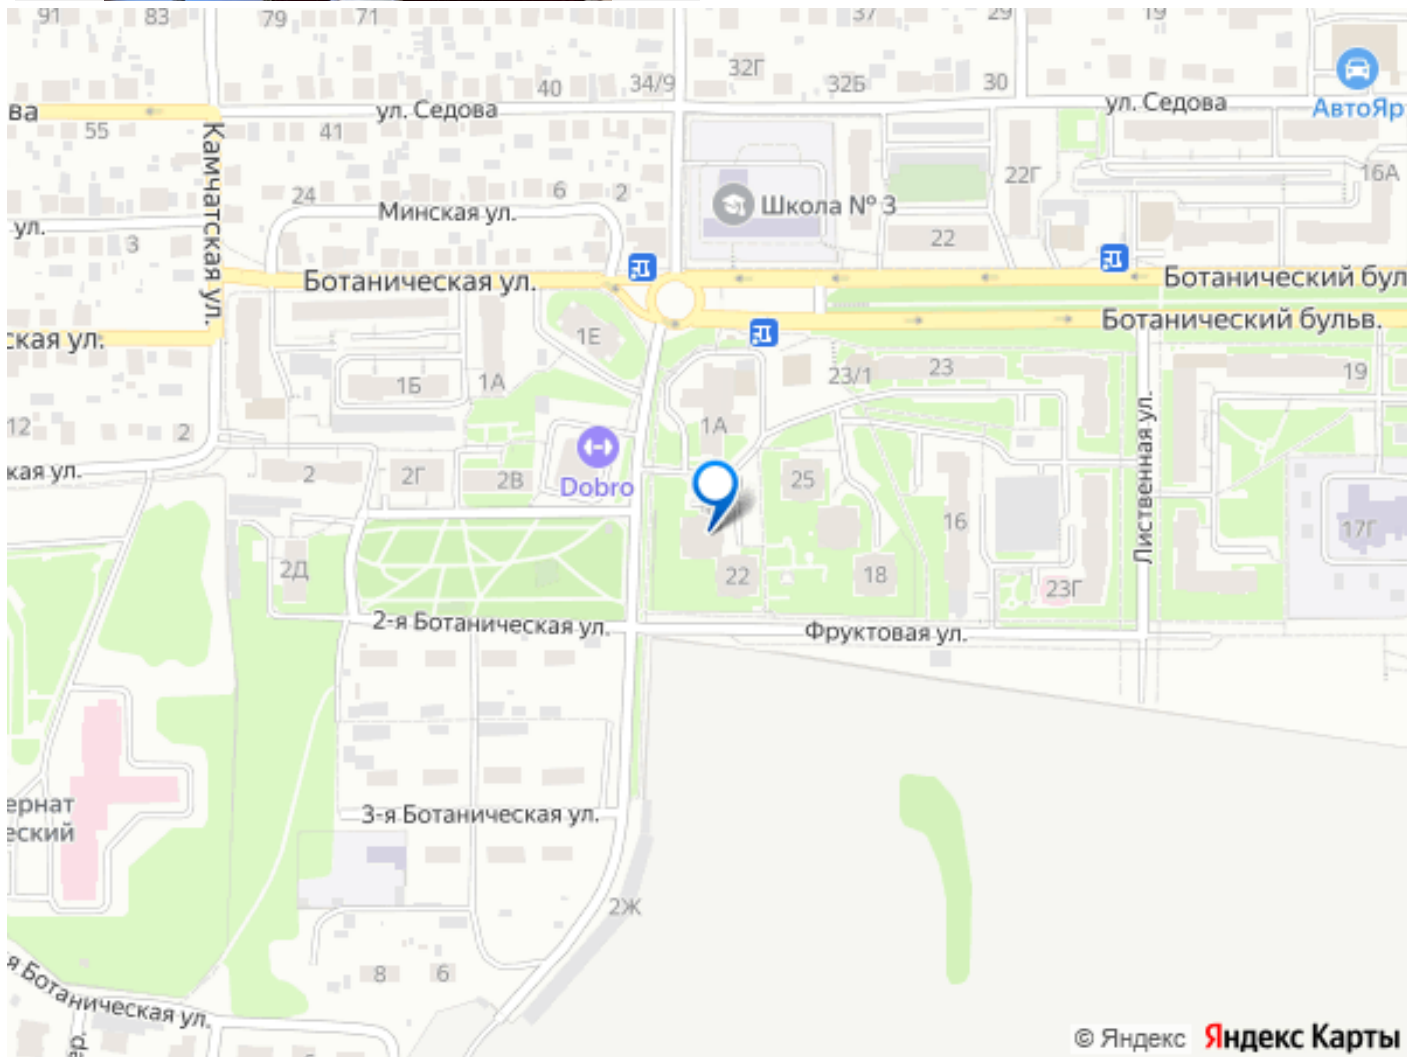 91
83
79
71
37
29
19
32Г
34/9
40
32Б
30
ва
ул. Седова
ул. Седова
АвтоЯр
55
41
Камчатская ул.
22Г
16А
24
6
2
Школа № 3
Минская ул.
ул.
3
22
Ботаническая ул.
Ботанический бул
Ботанический бульв.
ская ул.
1Е
23/1
23
19
1Б
1А
Лиственная ул.
12
2
1А
кая ул.
2
2Г
2В
Dobro
25
16
17Г
2Д
22
18
23Г
2-я Ботаническая ул.
Фруктовая ул.
ернат
еский
3-я Ботаническая ул.
2Ж
8
6
я Ботаническая ул.
© Яндекс Яндекс Карты